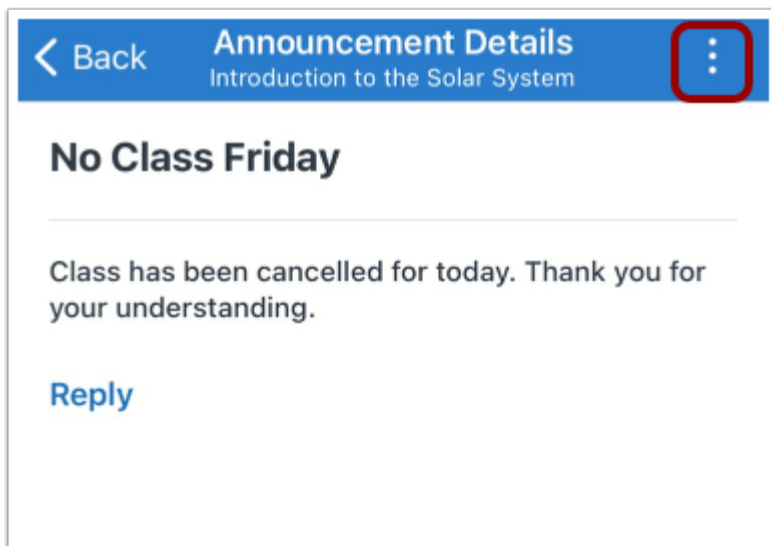 Back
Announcement Details
Introduction to the Solar System
No Class Friday
Class has been cancelled for today. Thank you for
your understanding.
Reply